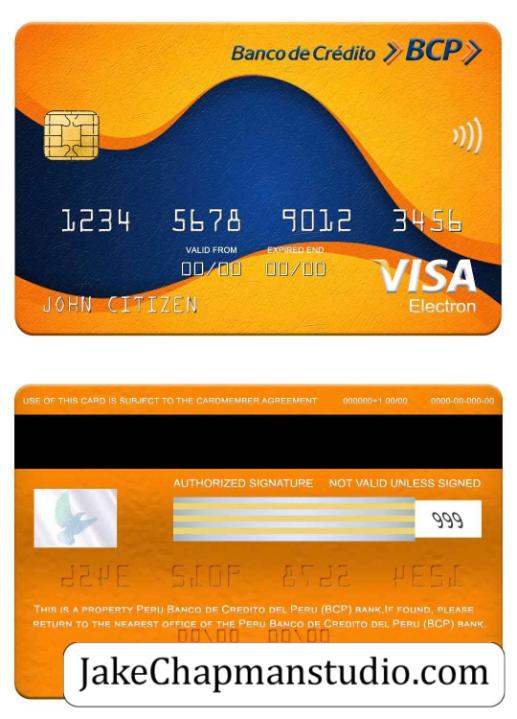 Banco de Crédito BCP
1234 5678 9012 3456
VALID FROM EXPIRED END
00/00 00/00
VISA
JOHN CITIZEN
Electron
USE OF THIS CARD IS SUBJECT TO THE CARDMEMBER AGREEMENT 000000+1 00/00 0000-00-000-00
AUTHORIZED SIGNATURE NOT VALID UNLESS SIGNED
999
THIS IS A PROPERTY PERU BANCO DE CREDITO DEL PERU (BCP) BANK.IF FOUND, PLEASE
RETURN TO THE NEAREST OFFICE OF THE PERU BANCO DE CREDITO DEL PERU (BCP) BANK.
JakeChapmanstudio.com